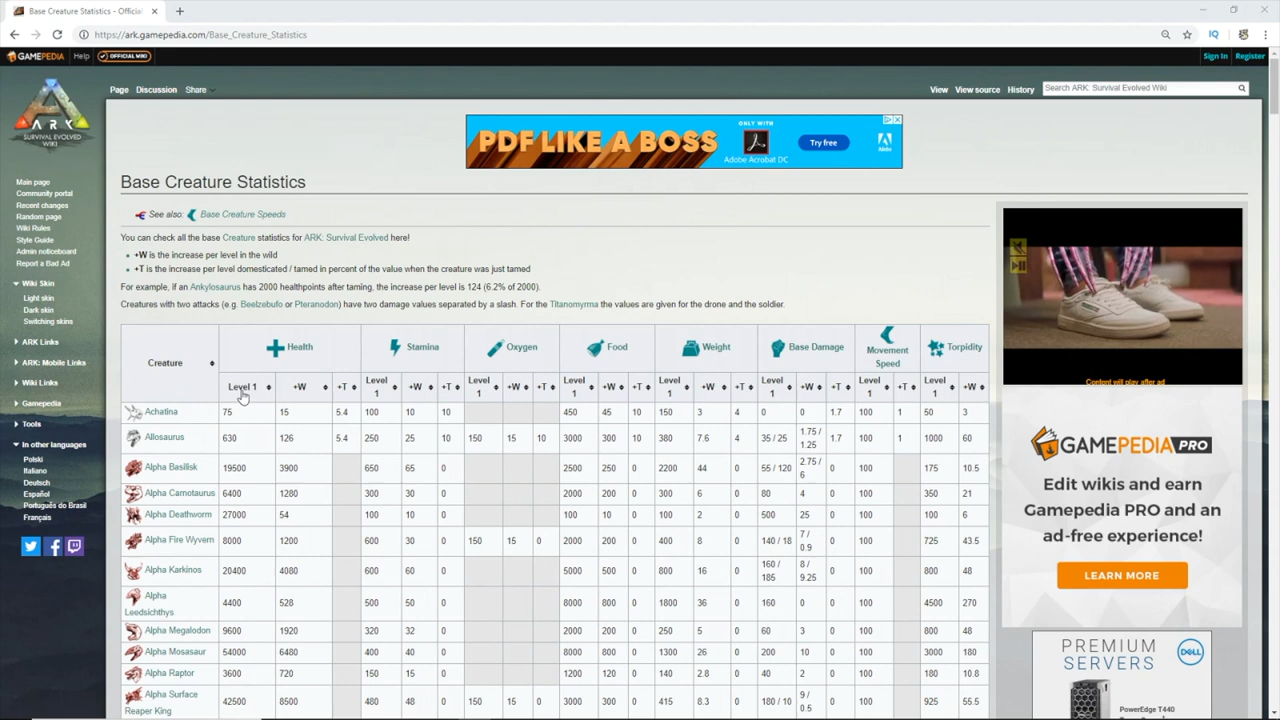 Base Creature Statistics - Offici
https://ark.gamepedia.com/Base_Creature_Statistics
IQ
GAMEPEDIA Help OFFICIAL WIKI
Sign In Register
ARK
SURVIVAL EVOLVED
WIKI
Page Discussion Share
View View source History Search ARK: Survival Evolved Wiki
PDF LIKE A BOSS
ONLY WITH
Adobe Acrobat DC
Try free
Adobe
Main page
Community portal
Recent changes
Random page
Wiki Rules
Style Guide
Admin noticeboard
Report a Bad Ad
Wiki Skin
Light skin
Dark skin
Switching skins
ARK Links
ARK: Mobile Links
Wiki Links
Gamepedia
Tools
In other languages
Polski
Italiano
Deutsch
Español
Português do Brasil
Français
Base Creature Statistics
See also: Base Creature Speeds
You can check all the base Creature statistics for ARK: Survival Evolved here!
+W is the increase per level in the wild
+T is the increase per level domesticated / tamed in percent of the value when the creature was just tamed
For example, if an Ankylosaurus has 2000 healthpoints after taming, the increase per level is 124 (6.2% of 2000).
Creatures with two attacks (e.g. Beelzebufo or Pteranodon) have two damage values separated by a slash. For the Titanomyrma the values are given for the drone and the soldier.
Creature Health Stamina Oxygen Food Weight Base Damage Movement Speed Torpidity
Level 1 +W +T Level 1 +W +T Level 1 +W +T Level 1 +W +T Level 1 +W +T Level 1 +W +T Level 1 +T Level 1 +W
Achatina 75 15 5.4 100 10 10 450 45 10 150 3 4 0 0 1.7 100 1 50 3
Allosaurus 630 126 5.4 250 25 10 150 15 10 3000 300 10 380 7.6 4 35 / 25 1.75 / 1.25 1.7 100 1 1000 60
Alpha Basilisk 19500 3900 650 65 0 2500 250 0 2200 44 0 55 / 120 2.75 / 6 0 100 175 10.5
Alpha Carnotaurus 6400 1280 300 30 0 2000 200 0 300 6 0 80 4 0 100 350 21
Alpha Deathworm 27000 54 100 10 0 100 10 0 100 2 0 500 25 0 100 100 6
Alpha Fire Wyvern 8000 1200 600 30 0 150 15 0 2000 200 0 400 8 0 14 / 18 7 / 0.9 0 100 725 43.5
Alpha Karkinos 20400 4080 600 60 0 5000 500 0 800 16 0 160 / 185 8 / 9.25 0 100 800 48
Alpha Leedsichthys 4400 528 500 50 0 8000 800 0 1800 36 0 160 0 0 100 4500 270
Alpha Megalodon 9600 1920 320 32 0 2000 200 0 250 5 0 60 3 0 100 800 48
Alpha Mosasaur 54000 6480 400 40 0 8000 800 0 1300 26 0 200 10 0 100 3000 180
Alpha Raptor 3600 720 150 15 0 1200 120 0 140 2.8 0 40 2 0 100 180 10.8
Alpha Surface Reaper King 42500 8500 480 48 0 150 15 0 3000 300 0 415 8.3 0 180 / 10 9 / 0.5 0 100 925 55.5
Content will play after ad
GAMEPEDIA PRO
Edit wikis and earn
Gamepedia PRO and an
ad-free experience!
LEARN MORE
PREMIUM
SERVERS
DELL
PowerEdge T440